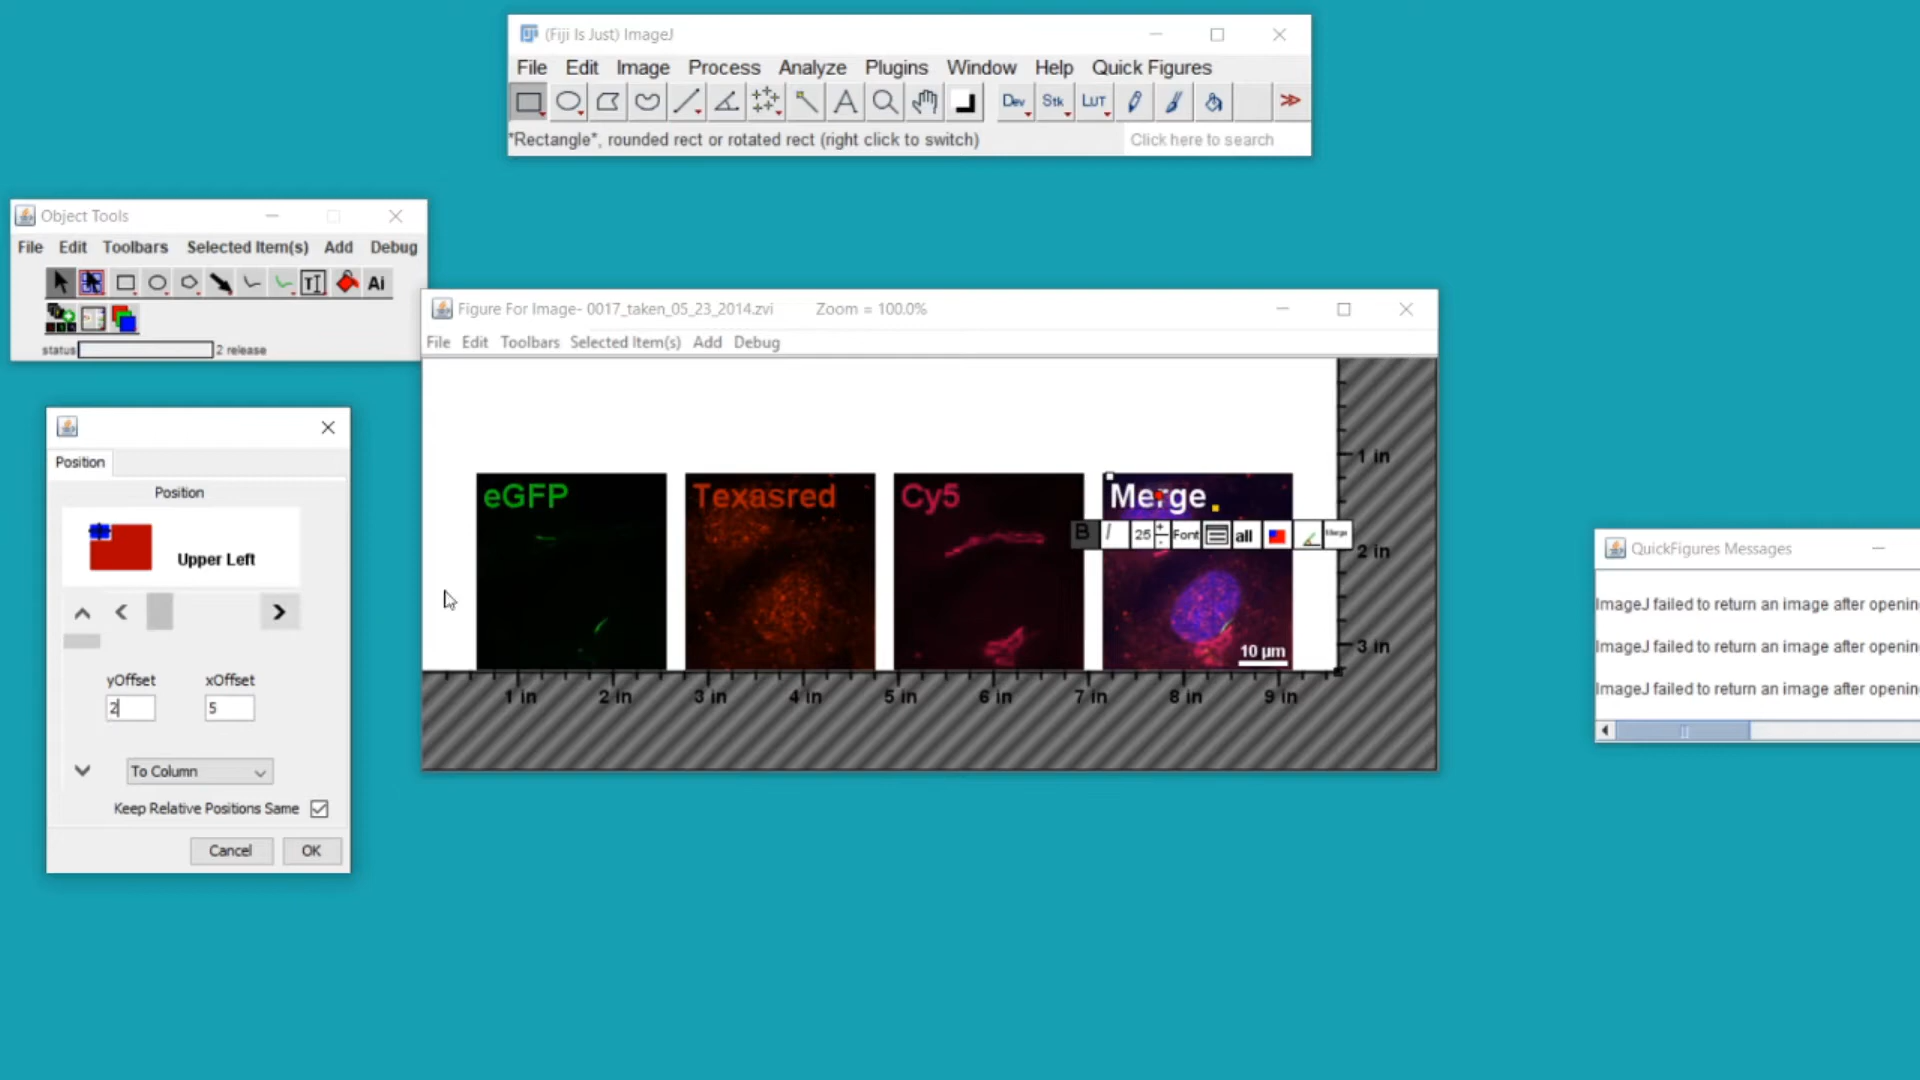 (Fiji Is Just) ImageJ
File Edit Image Process Analyze Plugins Window Help Quick Figures
Dev Stk LUT
*Rectangle*, rounded rect or rotated rect (right click to switch)
Click here to search
Object Tools
File Edit Toolbars Selected Item(s) Add Debug
TI Ai
status 2 release
Figure For Image- 0017_taken_05_23_2014.zvi Zoom = 100.0%
File Edit Toolbars Selected Item(s) Add Debug
eGFP Texasred Cy5 Merge
B I 25 + - Font all Merge
10 µm
1 in
2 in
3 in
1 in 2 in 3 in 4 in 5 in 6 in 7 in 8 in 9 in
Position
Position
Upper Left
yOffset xOffset
2 5
To Column
Keep Relative Positions Same
Cancel OK
QuickFigures Messages
ImageJ failed to return an image after openin
ImageJ failed to return an image after openin
ImageJ failed to return an image after openin